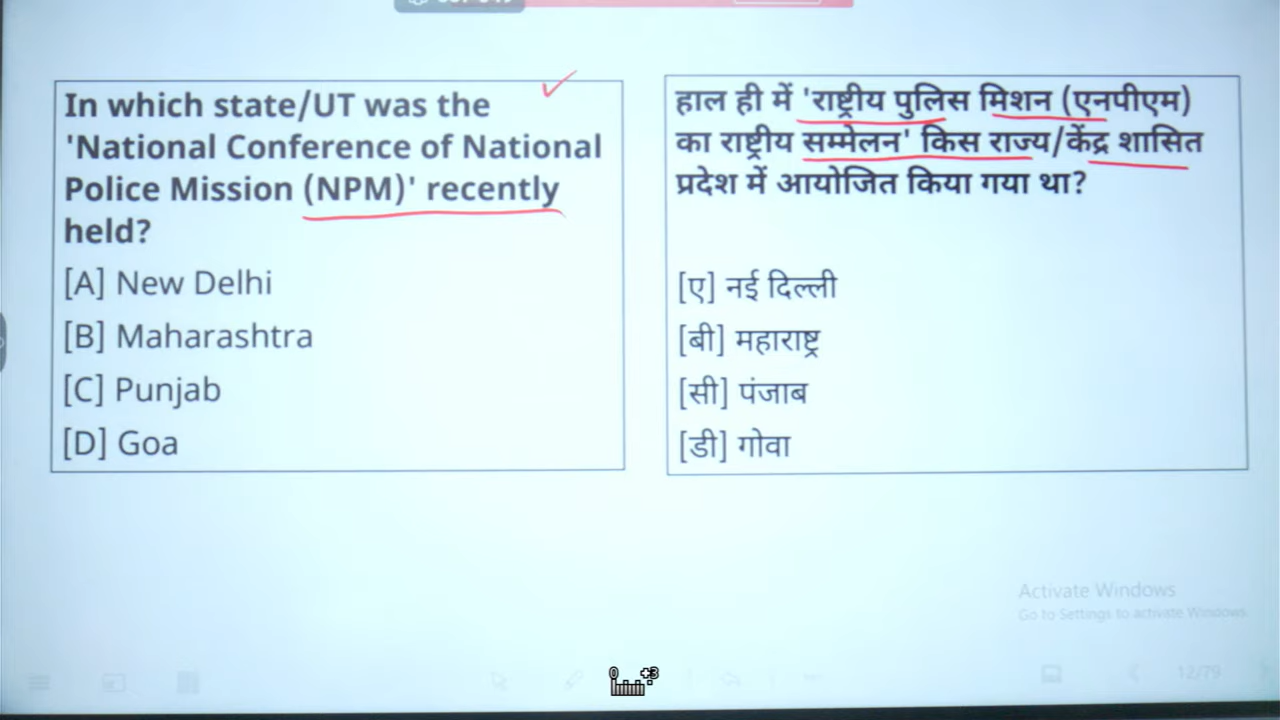 In which state/UT was the
'National Conference of National
Police Mission (NPM)' recently
held?
[A] New Delhi
[B] Maharashtra
[C] Punjab
[D] Goa
हाल ही में 'राष्ट्रीय पुलिस मिशन (एनपीएम)
का राष्ट्रीय सम्मेलन' किस राज्य/केंद्र शासित
प्रदेश में आयोजित किया गया था?
[ए] नई दिल्ली
[बी] महाराष्ट्र
[सी] पंजाब
[डी] गोवा
Activate Windows
Go to Settings to activate Windows.
12/79